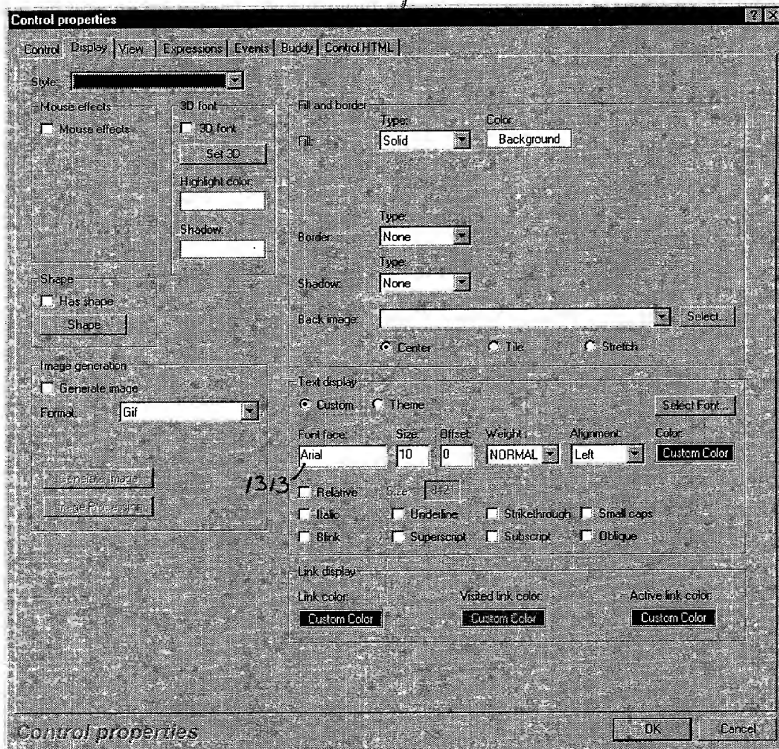 Control properties
Control Display View Expressions Events Buddy Control HTML
Style:
Mouse effects
Mouse effects
3D font
3D font
Set 3D
Highlight color:
Shadow:
Shape
Has shape
Shape
Image generation
Generate image
Format: Gif
Generate Image
Image Processing
Fill and border
Type: Color:
Fill: Solid Background
Type:
Border: None
Type:
Shadow: None
Back image: Select...
Center Tile Stretch
Text display
Custom Theme Select Font...
Font face: Size: Offset: Weight: Alignment: Color:
Arial 10 0 NORMAL Left Custom Color
1313
Relative Size:
Italic Underline Strikethrough Small caps
Blink Superscript Subscript Oblique
Link display
Link color: Visited link color: Active link color:
Custom Color Custom Color Custom Color
Control properties OK Cancel